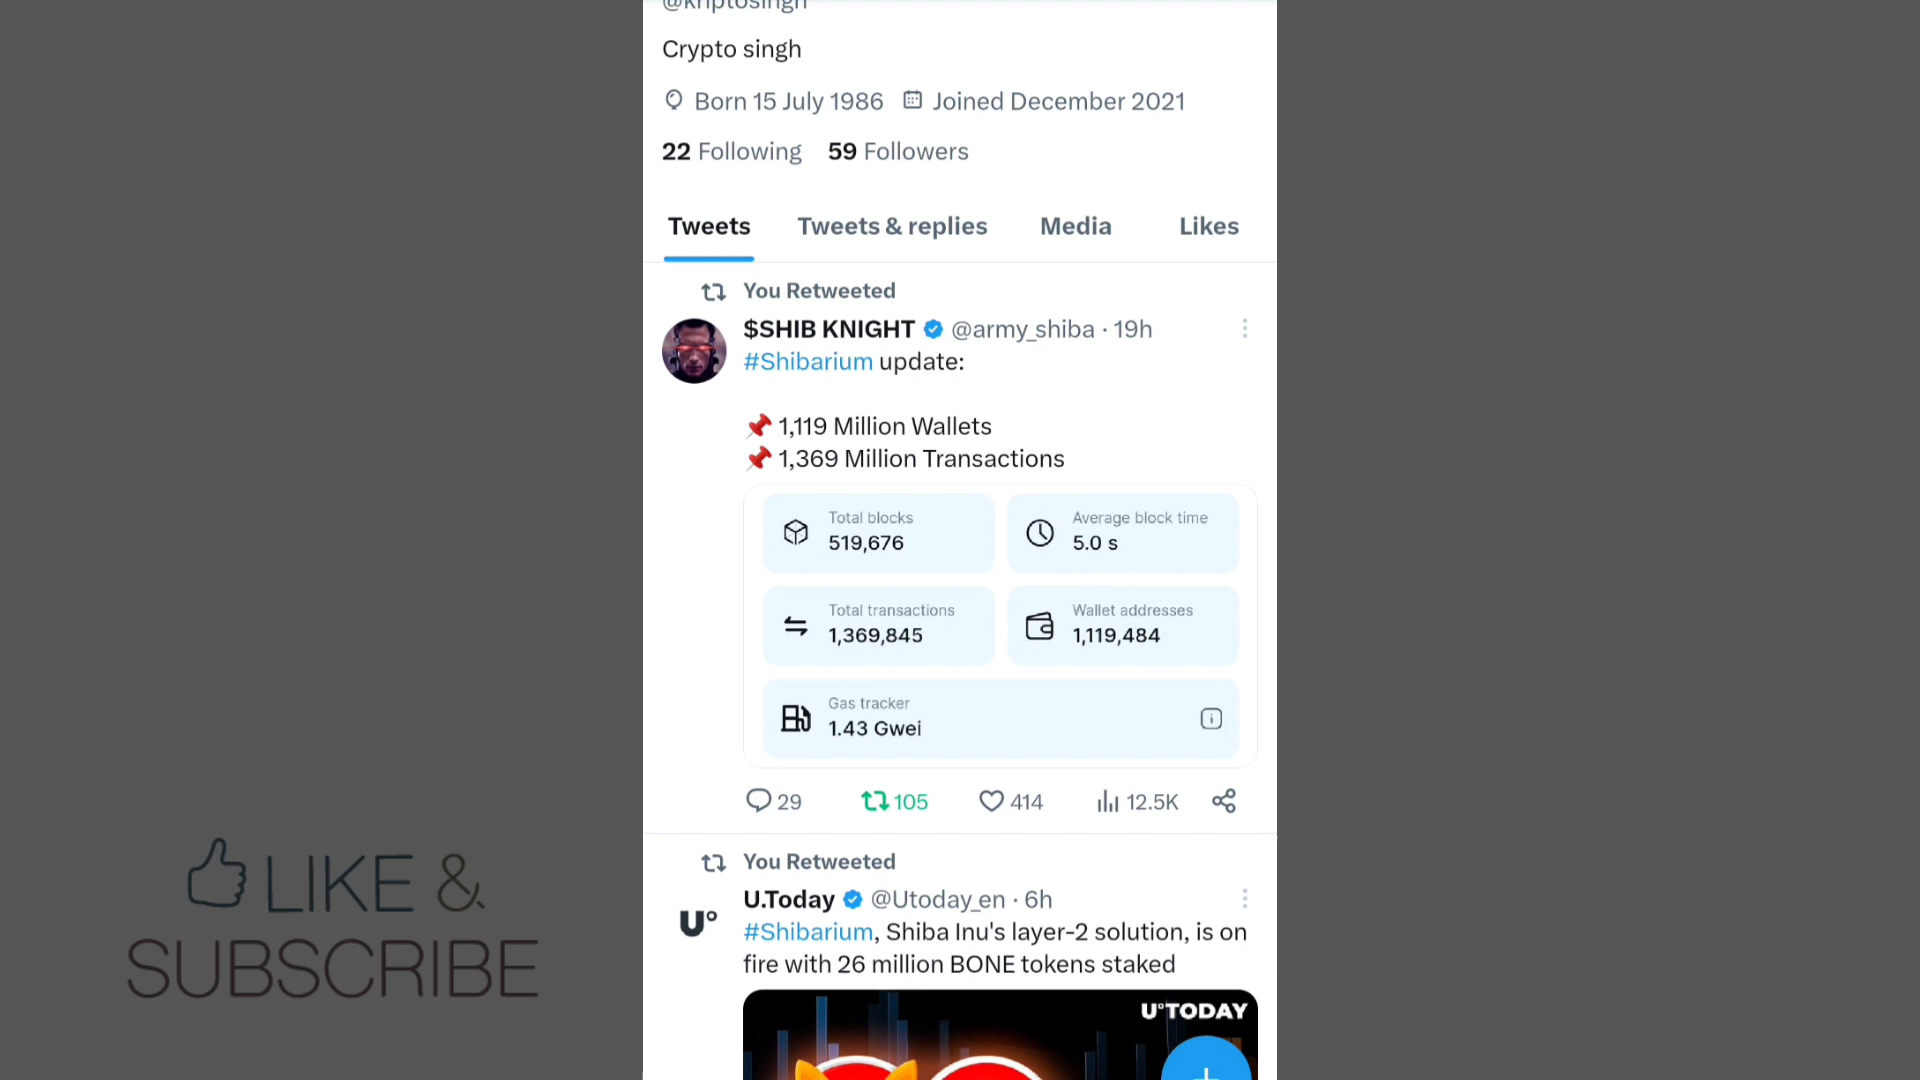 @kriptosingh
Crypto singh
Born 15 July 1986 Joined December 2021
22 Following 59 Followers
Tweets Tweets & replies Media Likes
You Retweeted
$SHIB KNIGHT @army_shiba · 19h
#Shibarium update:
1,119 Million Wallets
1,369 Million Transactions
Total blocks
519,676
Average block time
5.0 s
Total transactions
1,369,845
Wallet addresses
1,119,484
Gas tracker
1.43 Gwei
29 105 414 12.5K
You Retweeted
U.Today @Utoday_en · 6h
#Shibarium, Shiba Inu's layer-2 solution, is on
fire with 26 million BONE tokens staked
U°
U°TODAY
LIKE &
SUBSCRIBE